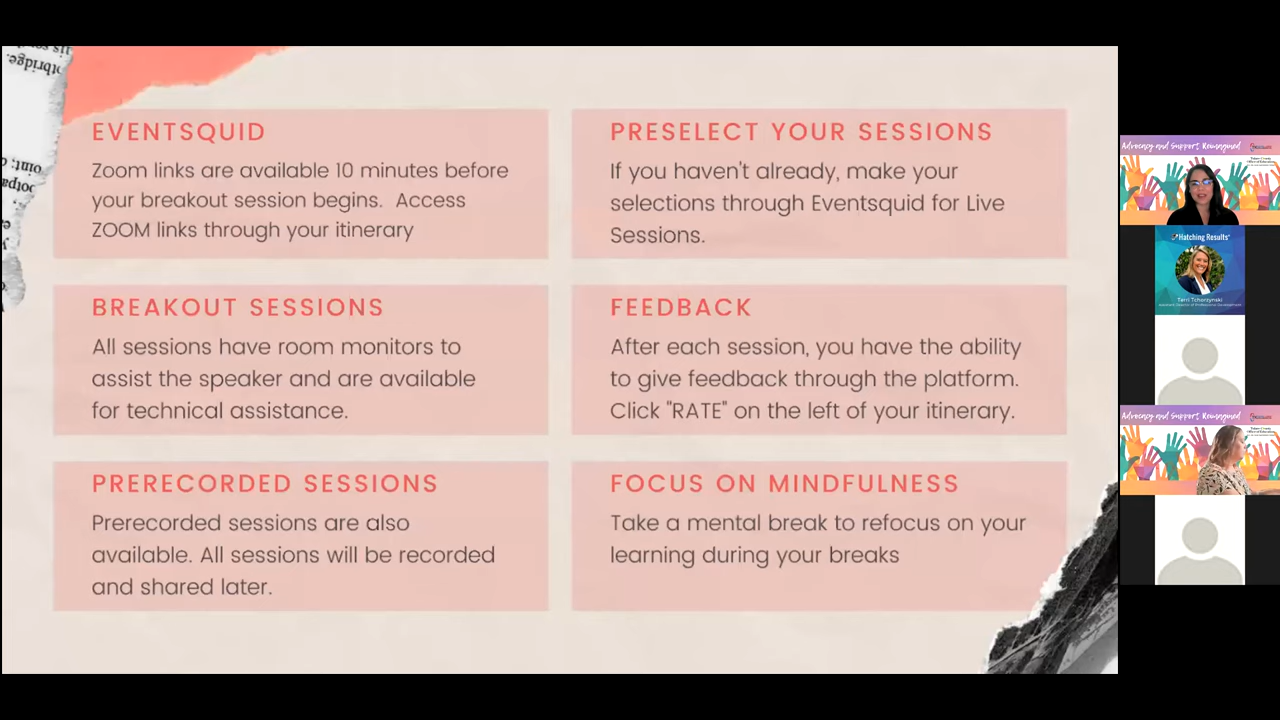 EVENTSQUID
Zoom links are available 10 minutes before
your breakout session begins. Access
ZOOM links through your itinerary
PRESELECT YOUR SESSIONS
If you haven't already, make your
selections through Eventsquid for Live
Sessions.
BREAKOUT SESSIONS
All sessions have room monitors to
assist the speaker and are available
for technical assistance.
FEEDBACK
After each session, you have the ability
to give feedback through the platform.
Click "RATE" on the left of your itinerary.
PRERECORDED SESSIONS
Prerecorded sessions are also
available. All sessions will be recorded
and shared later.
FOCUS ON MINDFULNESS
Take a mental break to refocus on your
learning during your breaks
Advocacy and Support Reimagined
Hatching Results
Terri Tchorzynski
Advocacy and Support Reimagined